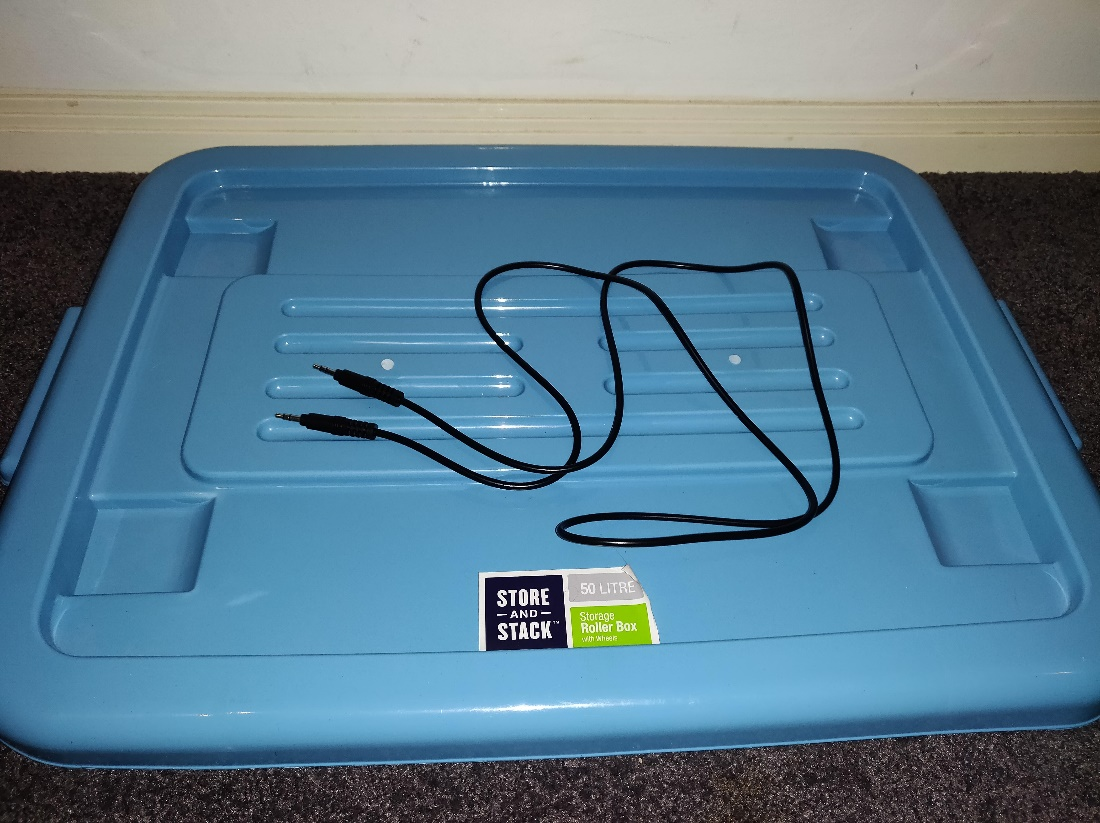 STORE
AND
STACK™
50 LITRE
Storage
Roller Box
with Wheels